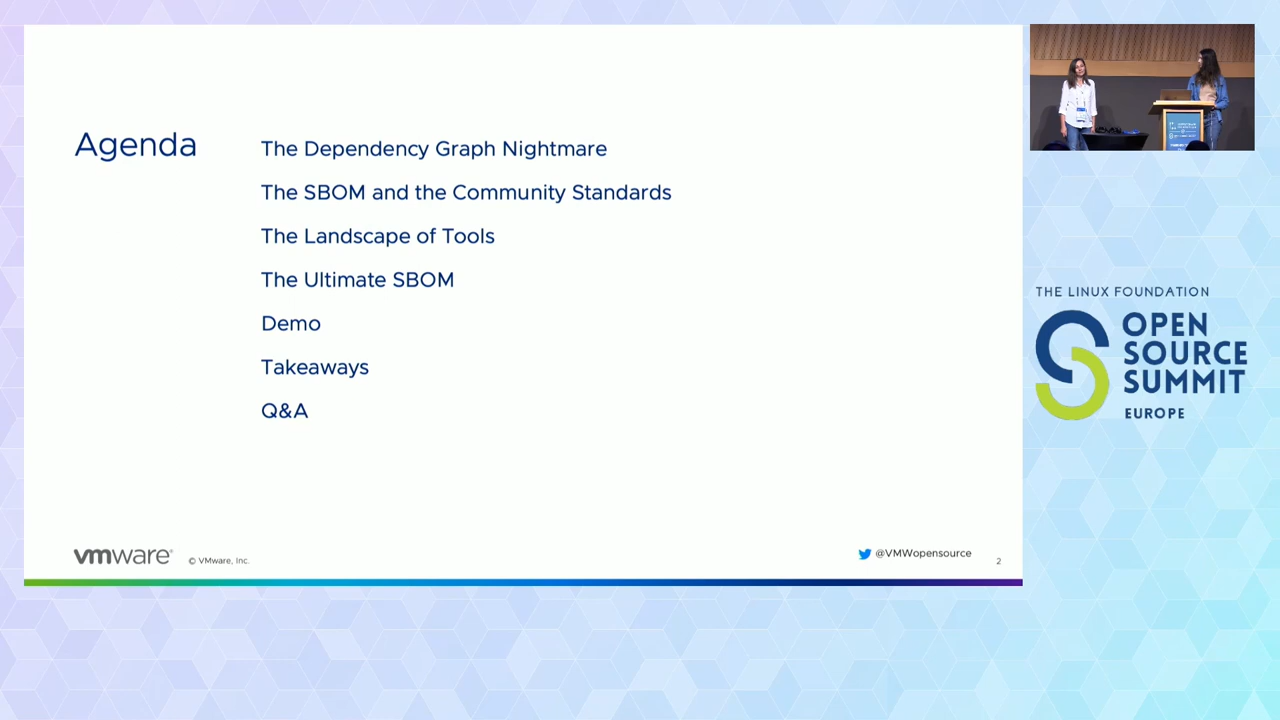 Agenda
The Dependency Graph Nightmare
The SBOM and the Community Standards
The Landscape of Tools
The Ultimate SBOM
Demo
Takeaways
Q&A
vmware®
© VMware, Inc.
@VMWopensource
2
THE LINUX FOUNDATION
OPEN
SOURCE
SUMMIT
EUROPE